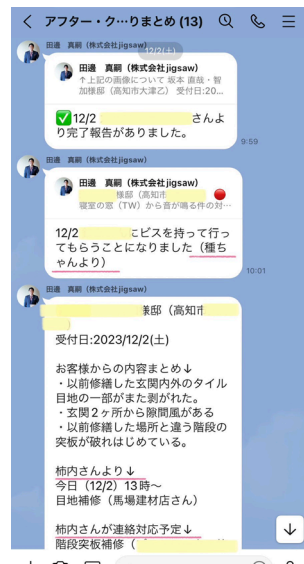 アフター・ク…りまとめ (13)
12/2(土)
田邊 真嗣（株式会社jigsaw）
田邊 真嗣（株式会社jigsaw）
↑上記の画像について 坂本 直哉・智
加様邸（高知市大津乙） 受付日:20...
✅12/2
さんよ
り完了報告がありました。
9:59
田邊 真嗣（株式会社jigsaw）
田邊 真嗣（株式会社jigsaw）
様邸（高知市
寝室の窓（TW）から音が鳴る件の対…
12/2
にビスを持って行っ
てもらうことになりました（種ち
ゃんより）
10:01
田邊 真嗣（株式会社jigsaw）
様邸（高知市
受付日:2023/12/2(土)
お客様からの内容まとめ↓
・以前修繕した玄関内外のタイル
目地の一部がまた剥がれた。
・玄関２ヶ所から隙間風がある
・以前修繕した場所と違う階段の
突板が破れはじめている。
柿内さんより↓
今日（12/2）13時〜
目地補修（馬場建材店さん）
柿内さんが連絡対応予定↓
階段突板補修（